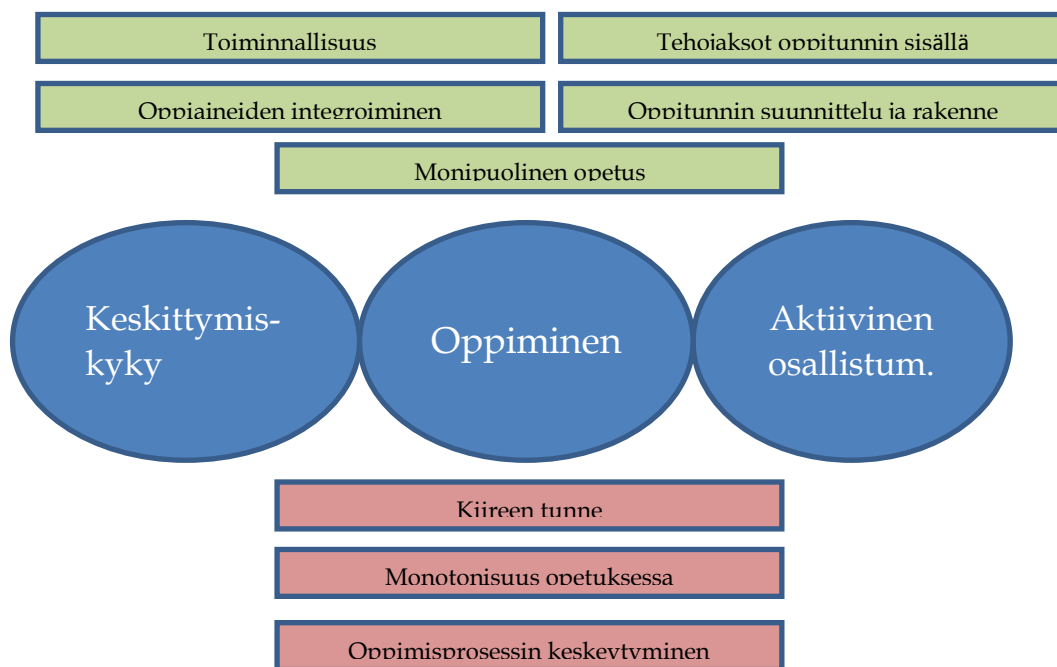 Toiminnallisuus
Tehojaksot oppitunnin sisällä
Oppiaineiden integroiminen
Oppitunnin suunnittelu ja rakenne
Monipuolinen opetus
Keskittymis-
kyky
Oppiminen
Aktiivinen
osallistum.
Kiireen tunne
Monotonisuus opetuksessa
Oppimisprosessin keskeytyminen